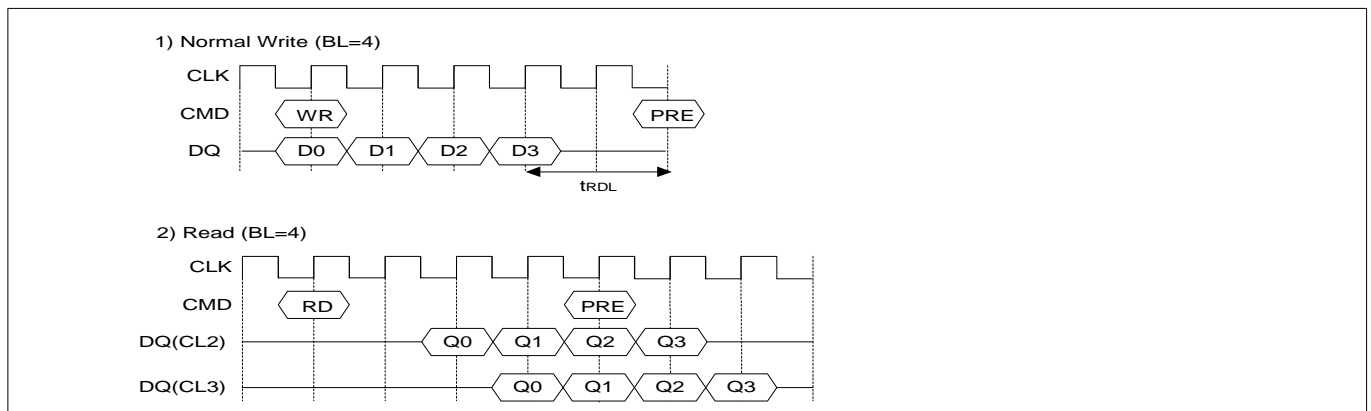 1) Normal Write (BL=4)
CLK
CMD WR PRE
DQ D0 D1 D2 D3
tRDL
2) Read (BL=4)
CLK
CMD RD PRE
DQ(CL2) Q0 Q1 Q2 Q3
DQ(CL3) Q0 Q1 Q2 Q3